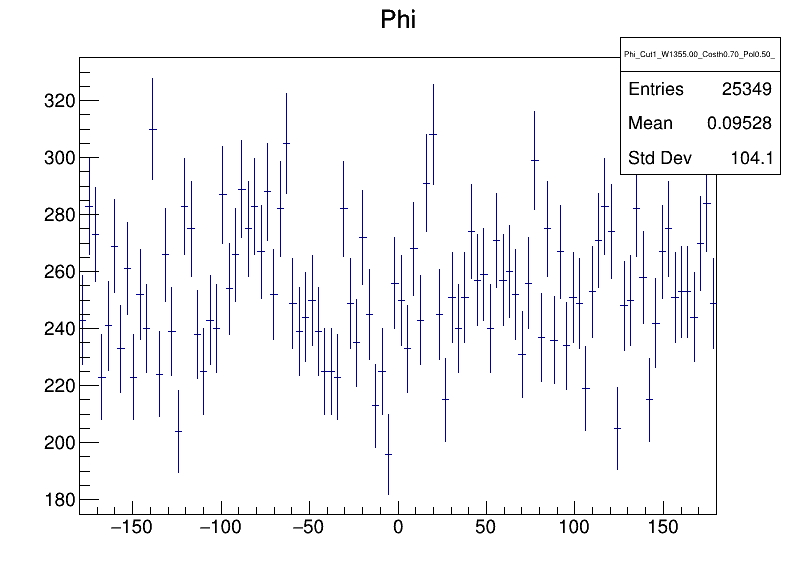 Phi
Phi_Cut1_W1355.00_Costh0.70_Pol0.50_
Entries 25349
Mean 0.09528
Std Dev 104.1
320
300
280
260
240
220
200
180
−150 −100 −50 0 50 100 150